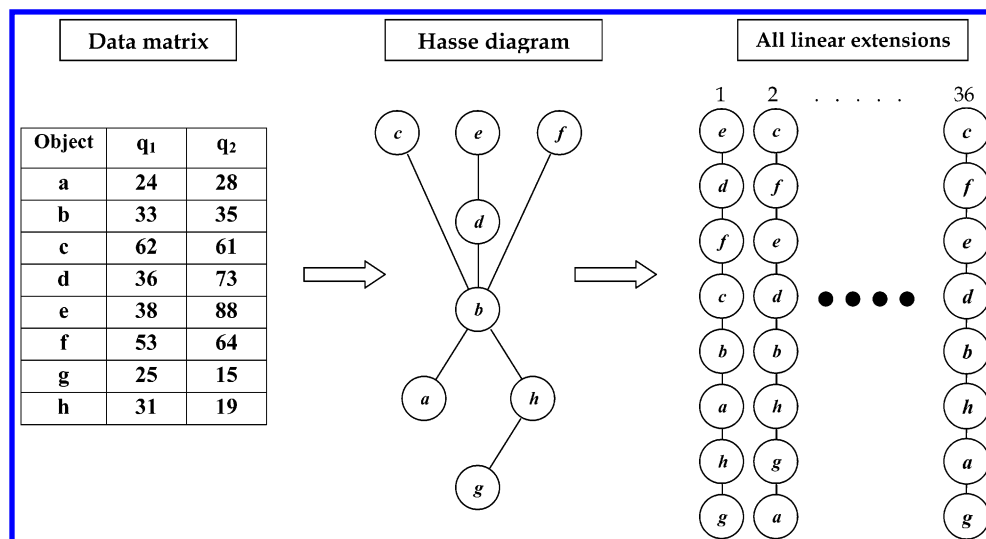 Data matrix
Hasse diagram
All linear extensions
Object q₁ q₂
a 24 28
b 33 35
c 62 61
d 36 73
e 38 88
f 53 64
g 25 15
h 31 19
c e f
d
b
a h
g
1 2 . . . . . 36
e c c
d f f
f e e
c d d
b b b
a h h
h g a
g a g